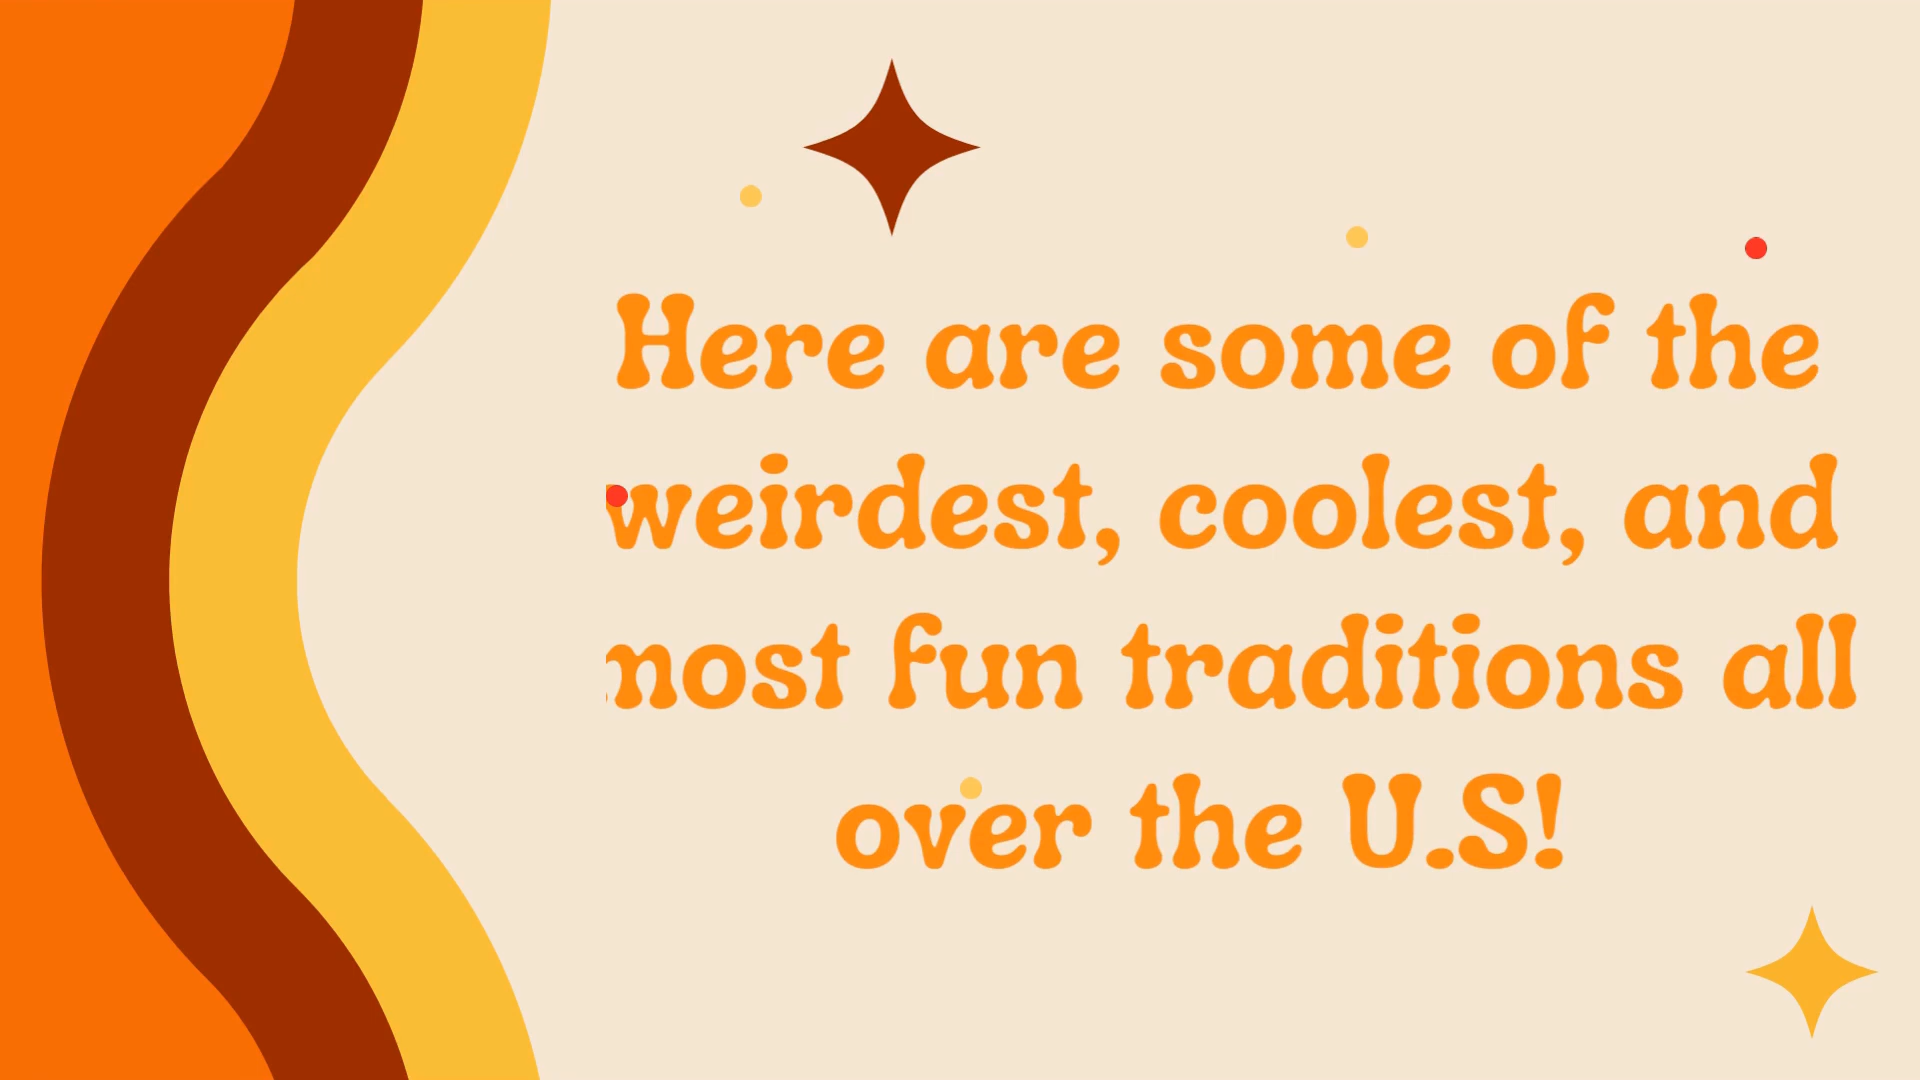 Here are some of the
weirdest, coolest, and
most fun traditions all
over the U.S!